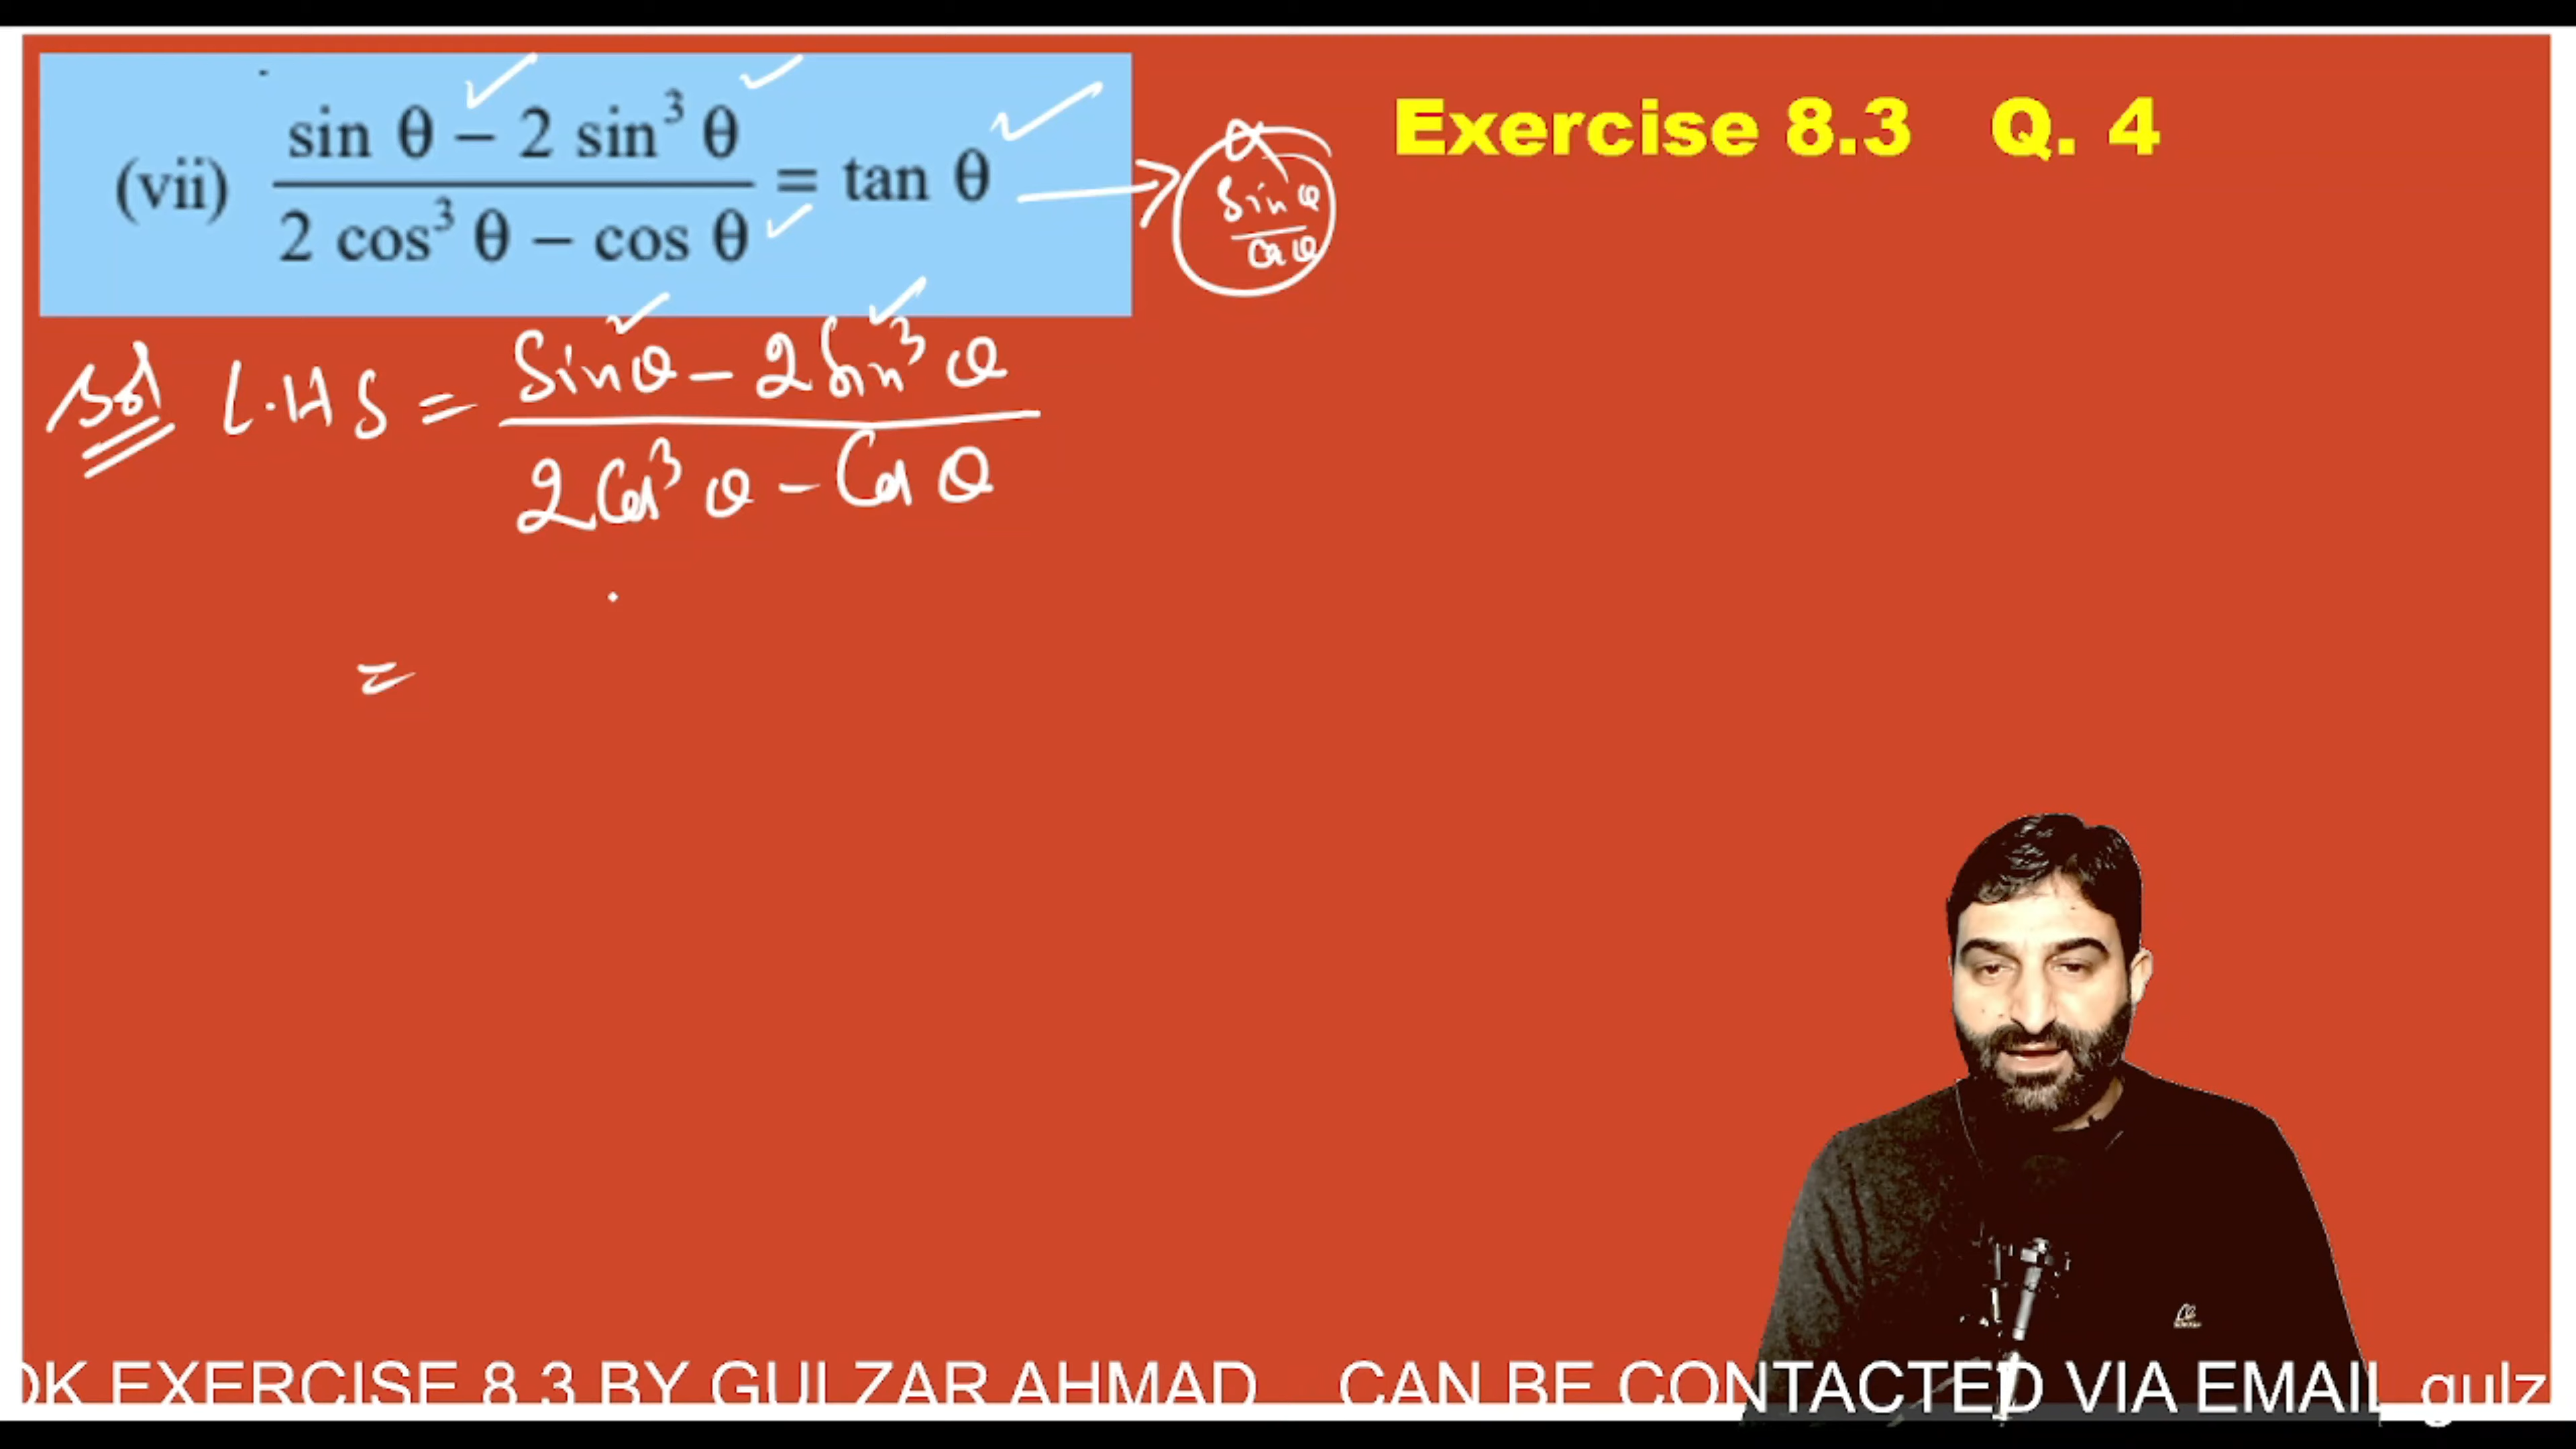 Exercise 8.3 Q. 4
(vii) sin θ – 2 sin³ θ
2 cos³ θ – cos θ
= tan θ
Sin θ
Cos θ
Sol L.H S = Sin θ – 2 Sin³ θ
2 Cos³ θ – Cos θ
=
OK EXERCISE 8.3 BY GULZAR AHMAD CAN BE CONTACTED VIA EMAIL gulz